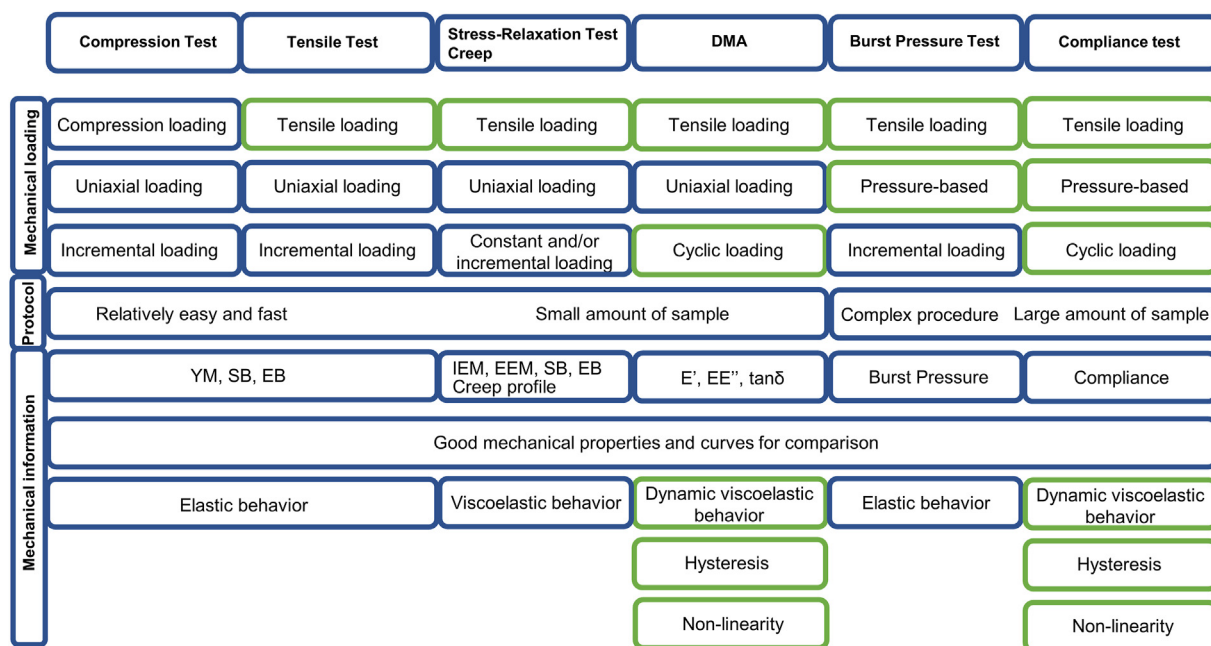 Compression Test
Tensile Test
Stress-Relaxation Test
Creep
DMA
Burst Pressure Test
Compliance test
Mechanical loading
Compression loading
Tensile loading
Tensile loading
Tensile loading
Tensile loading
Tensile loading
Uniaxial loading
Uniaxial loading
Uniaxial loading
Uniaxial loading
Pressure-based
Pressure-based
Incremental loading
Incremental loading
Constant and/or
incremental loading
Cyclic loading
Incremental loading
Cyclic loading
Protocol
Relatively easy and fast
Small amount of sample
Complex procedure
Large amount of sample
Mechanical information
YM, SB, EB
IEM, EEM, SB, EB
Creep profile
E’, EE’’, tanδ
Burst Pressure
Compliance
Good mechanical properties and curves for comparison
Elastic behavior
Viscoelastic behavior
Dynamic viscoelastic
behavior
Elastic behavior
Dynamic viscoelastic
behavior
Hysteresis
Hysteresis
Non-linearity
Non-linearity